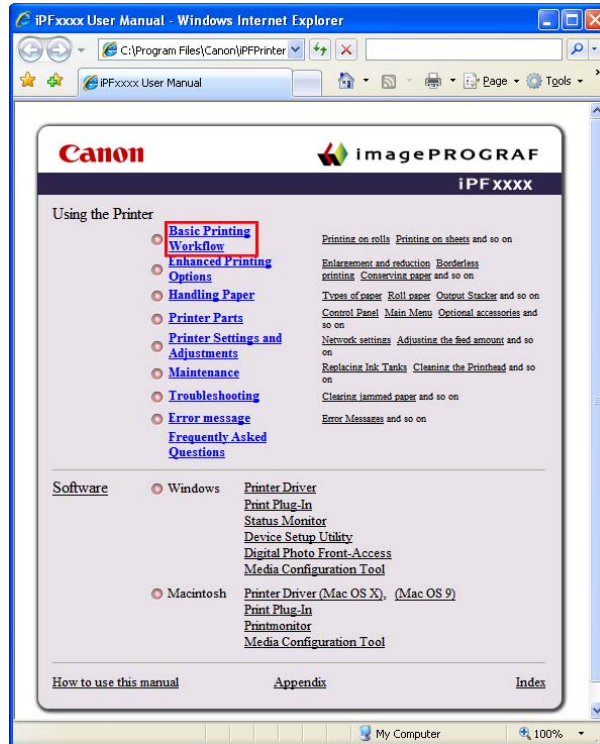 iPFxxxx User Manual - Windows Internet Explorer
C:\Program Files\Canon\iPFPrinter
iPFxxxx User Manual
Page
Tools
Canon
imagePROGRAF
iPFxxxx
Using the Printer
Basic Printing
Workflow
Printing on rolls Printing on sheets and so on
Enhanced Printing
Options
Enlargement and reduction Borderless
printing Conserving paper and so on
Handling Paper
Types of paper Roll paper Output Stacker and so on
Printer Parts
Control Panel Main Menu Optional accessories and
so on
Printer Settings and
Adjustments
Network settings Adjusting the feed amount and so
on
Maintenance
Replacing Ink Tanks Cleaning the Printhead and so
on
Troubleshooting
Clearing jammed paper and so on
Error message
Error Messages and so on
Frequently Asked
Questions
Software
Windows
Printer Driver
Print Plug-In
Status Monitor
Device Setup Utility
Digital Photo Front-Access
Media Configuration Tool
Macintosh
Printer Driver (Mac OS X), (Mac OS 9)
Print Plug-In
Printmonitor
Media Configuration Tool
How to use this manual Appendix Index
My Computer 100%